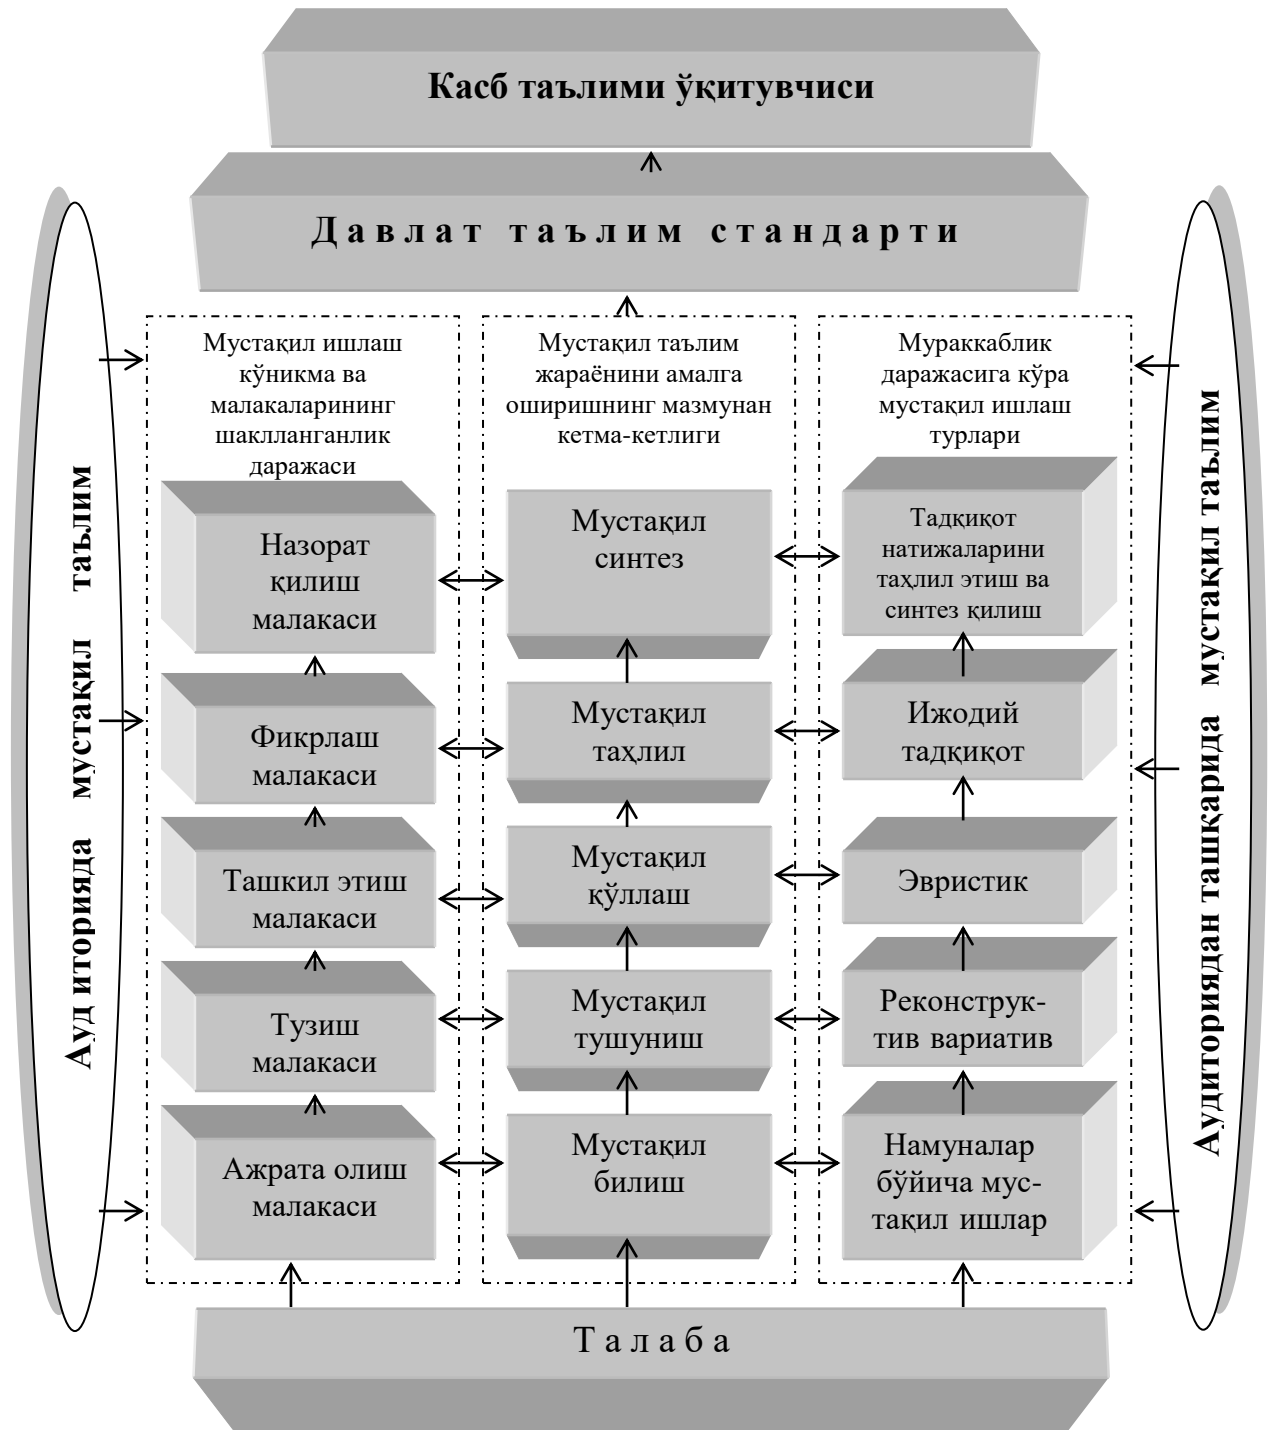 Касб таълими ўқитувчиси
Давлат таълим стандарти
Ауд иторияда мустақил таълим
Мустақил ишлаш
кўникма ва
малакаларининг
шаклланганлик
даражаси
Назорат
қилиш
малакаси
Фикрлаш
малакаси
Ташкил этиш
малакаси
Тузиш
малакаси
Ажрата олиш
малакаси
Мустақил таълим
жараёнини амалга
оширишнинг мазмунан
кетма-кетлиги
Мустақил
синтез
Мустақил
таҳлил
Мустақил
қўллаш
Мустақил
тушуниш
Мустақил
билиш
Мураккаблик
даражасига кўра
мустақил ишлаш
турлари
Тадқиқот
натижаларини
таҳлил этиш ва
синтез қилиш
Ижодий
тадқиқот
Эвристик
Реконструк-
тив вариатив
Намуналар
бўйича мус-
тақил ишлар
Аудиториядан ташқарида мустақил таълим
Талаба